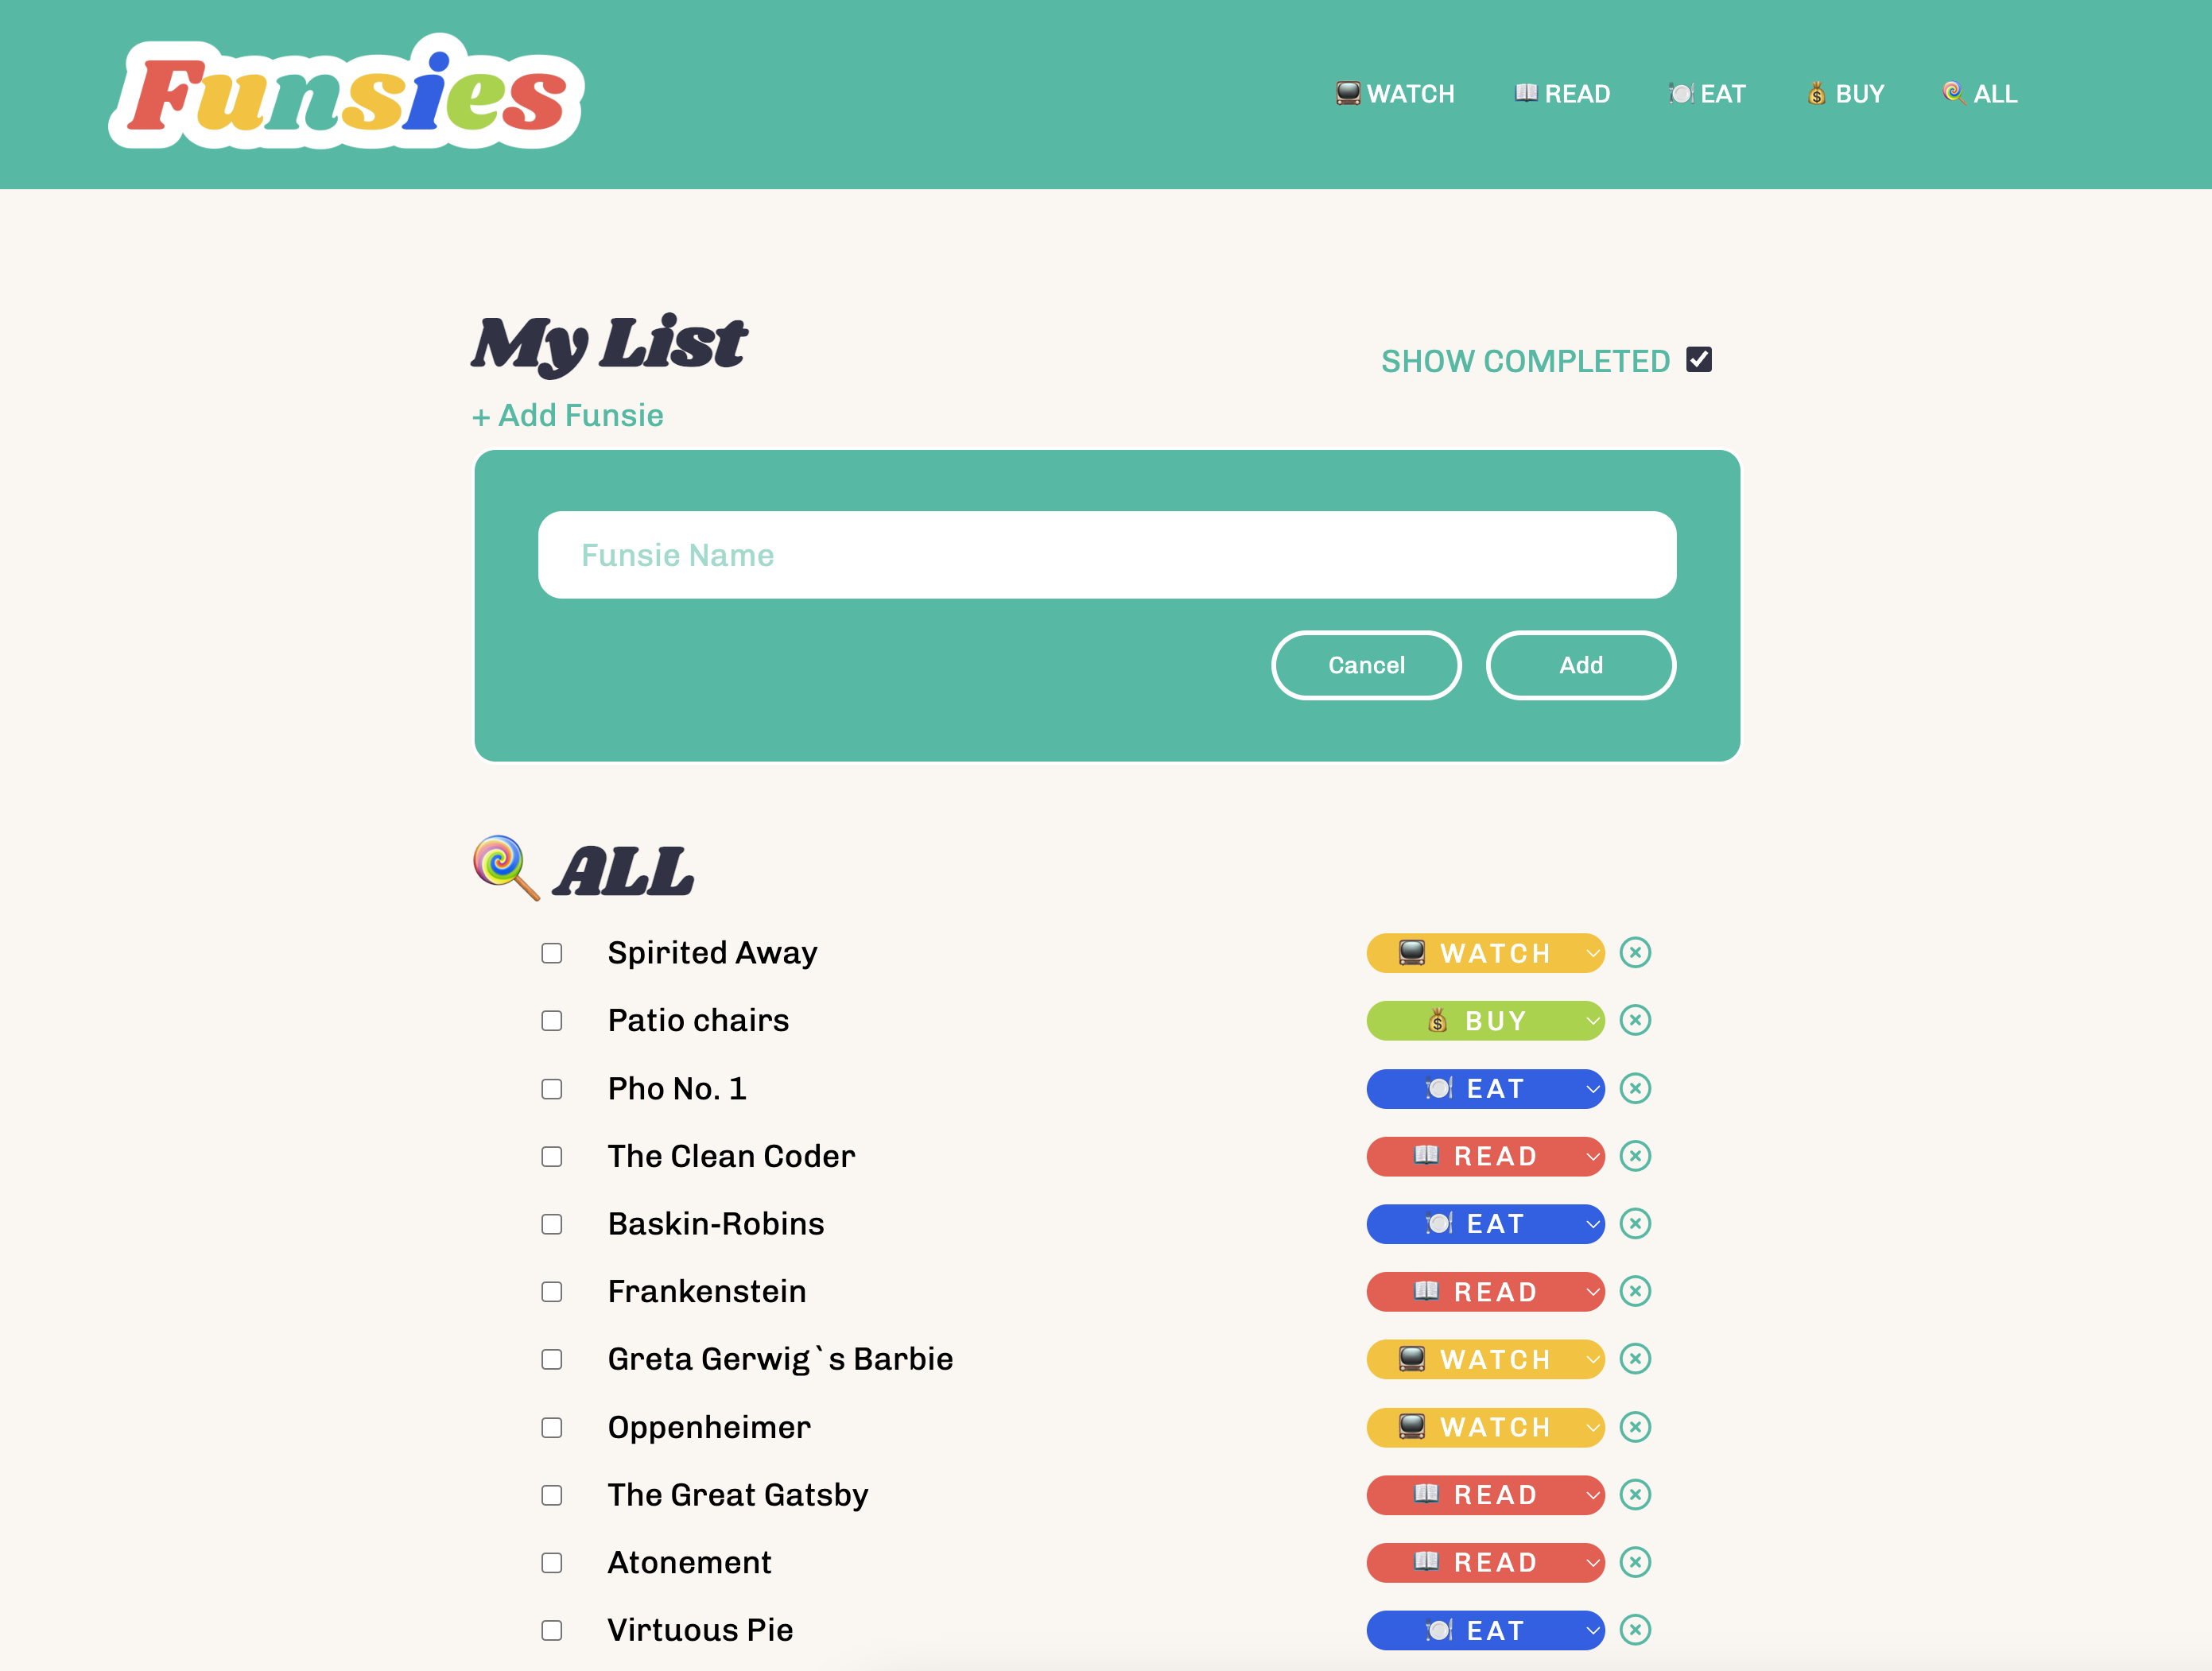 Funsies
WATCH READ EAT BUY ALL
My List
SHOW COMPLETED
+ Add Funsie
Funsie Name
Cancel Add
ALL
Spirited Away WATCH
Patio chairs BUY
Pho No. 1 EAT
The Clean Coder READ
Baskin-Robins EAT
Frankenstein READ
Greta Gerwig`s Barbie WATCH
Oppenheimer WATCH
The Great Gatsby READ
Atonement READ
Virtuous Pie EAT